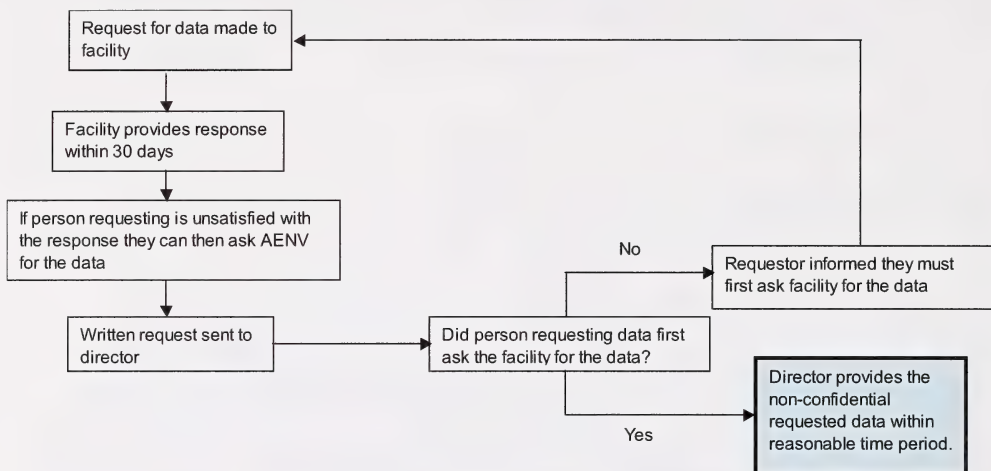 Request for data made to
facility
Facility provides response
within 30 days
If person requesting is unsatisfied with
the response they can then ask AENV
for the data
Written request sent to
director
Did person requesting data first
ask the facility for the data?
No
Requestor informed they must
first ask facility for the data
Yes
Director provides the
non-confidential
requested data within
reasonable time period.